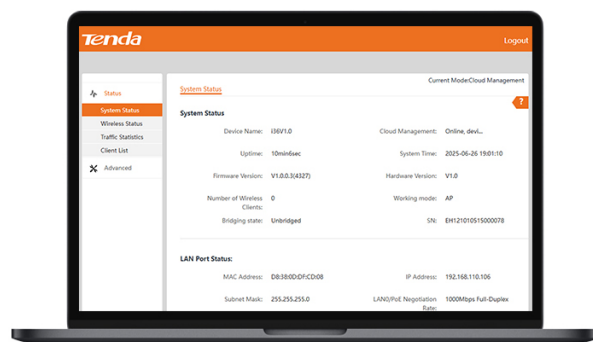 Tenda
Logout
Current Mode:Cloud Management
Status
System Status
Wireless Status
Traffic Statistics
Client List
Advanced
System Status
?
System Status
Device Name: i36V1.0 Cloud Management: Online, devi...
Uptime: 10min6sec System Time: 2025-06-26 19:01:10
Firmware Version: V1.0.0.3(4327) Hardware Version: V1.0
Number of Wireless 0 Working mode: AP
Clients:
Bridging state: Unbridged SN: EH121010515000078
LAN Port Status:
MAC Address: D8:38:0D:DF:CD:08 IP Address: 192.168.110.106
Subnet Mask: 255.255.255.0 LAN0/PoE Negotiation 1000Mbps Full-Duplex
Rate: